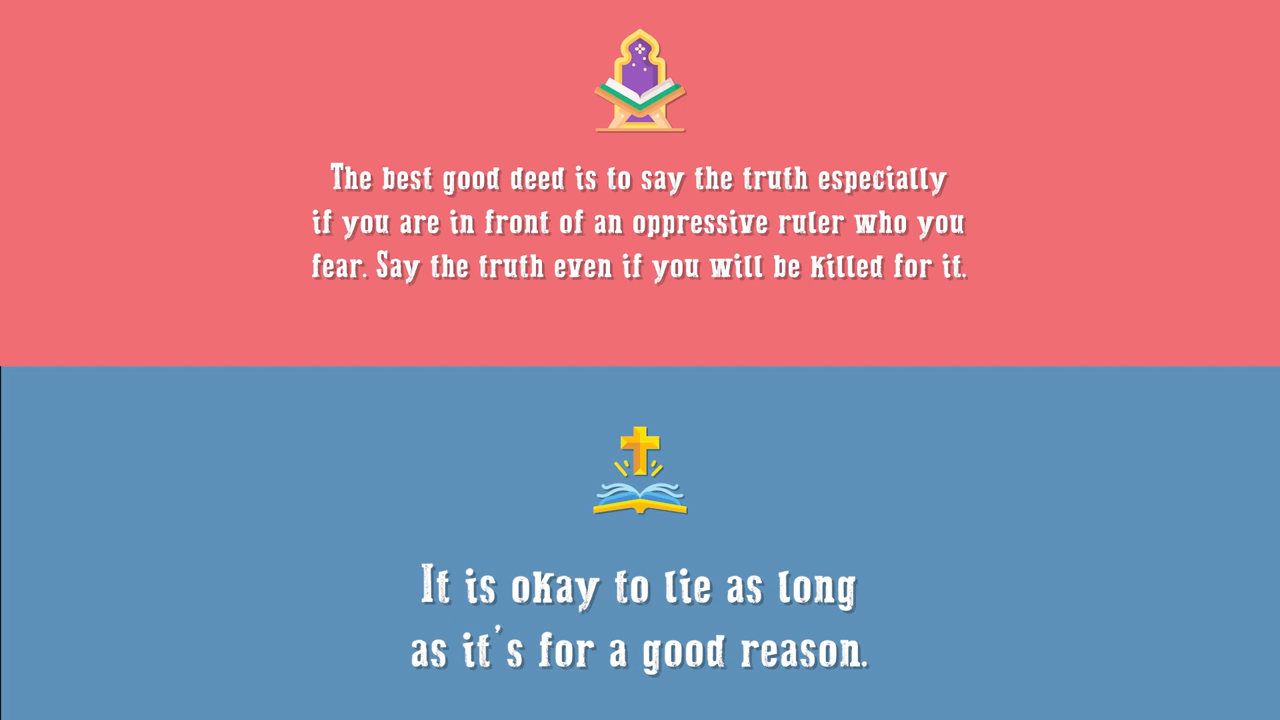 The best good deed is to say the truth especially
if you are in front of an oppressive ruler who you
fear. Say the truth even if you will be killed for it.
It is okay to lie as long
as it's for a good reason.